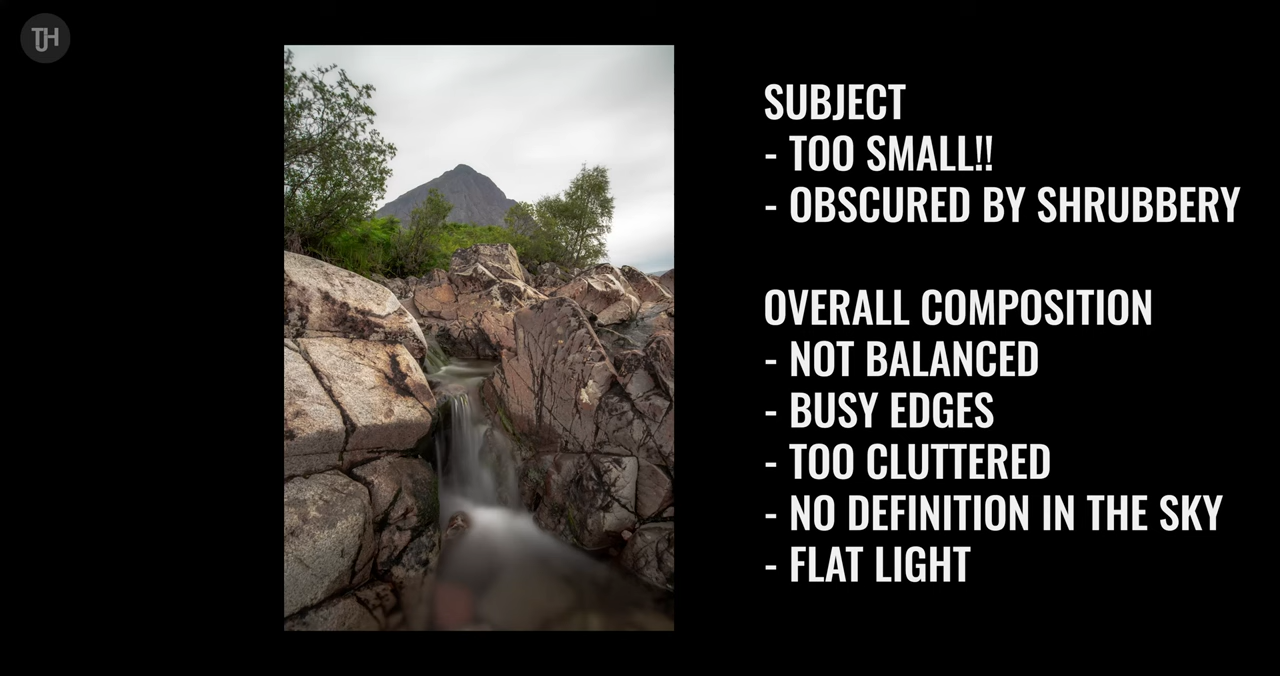 TJH
SUBJECT
- TOO SMALL!!
- OBSCURED BY SHRUBBERY
OVERALL COMPOSITION
- NOT BALANCED
- BUSY EDGES
- TOO CLUTTERED
- NO DEFINITION IN THE SKY
- FLAT LIGHT